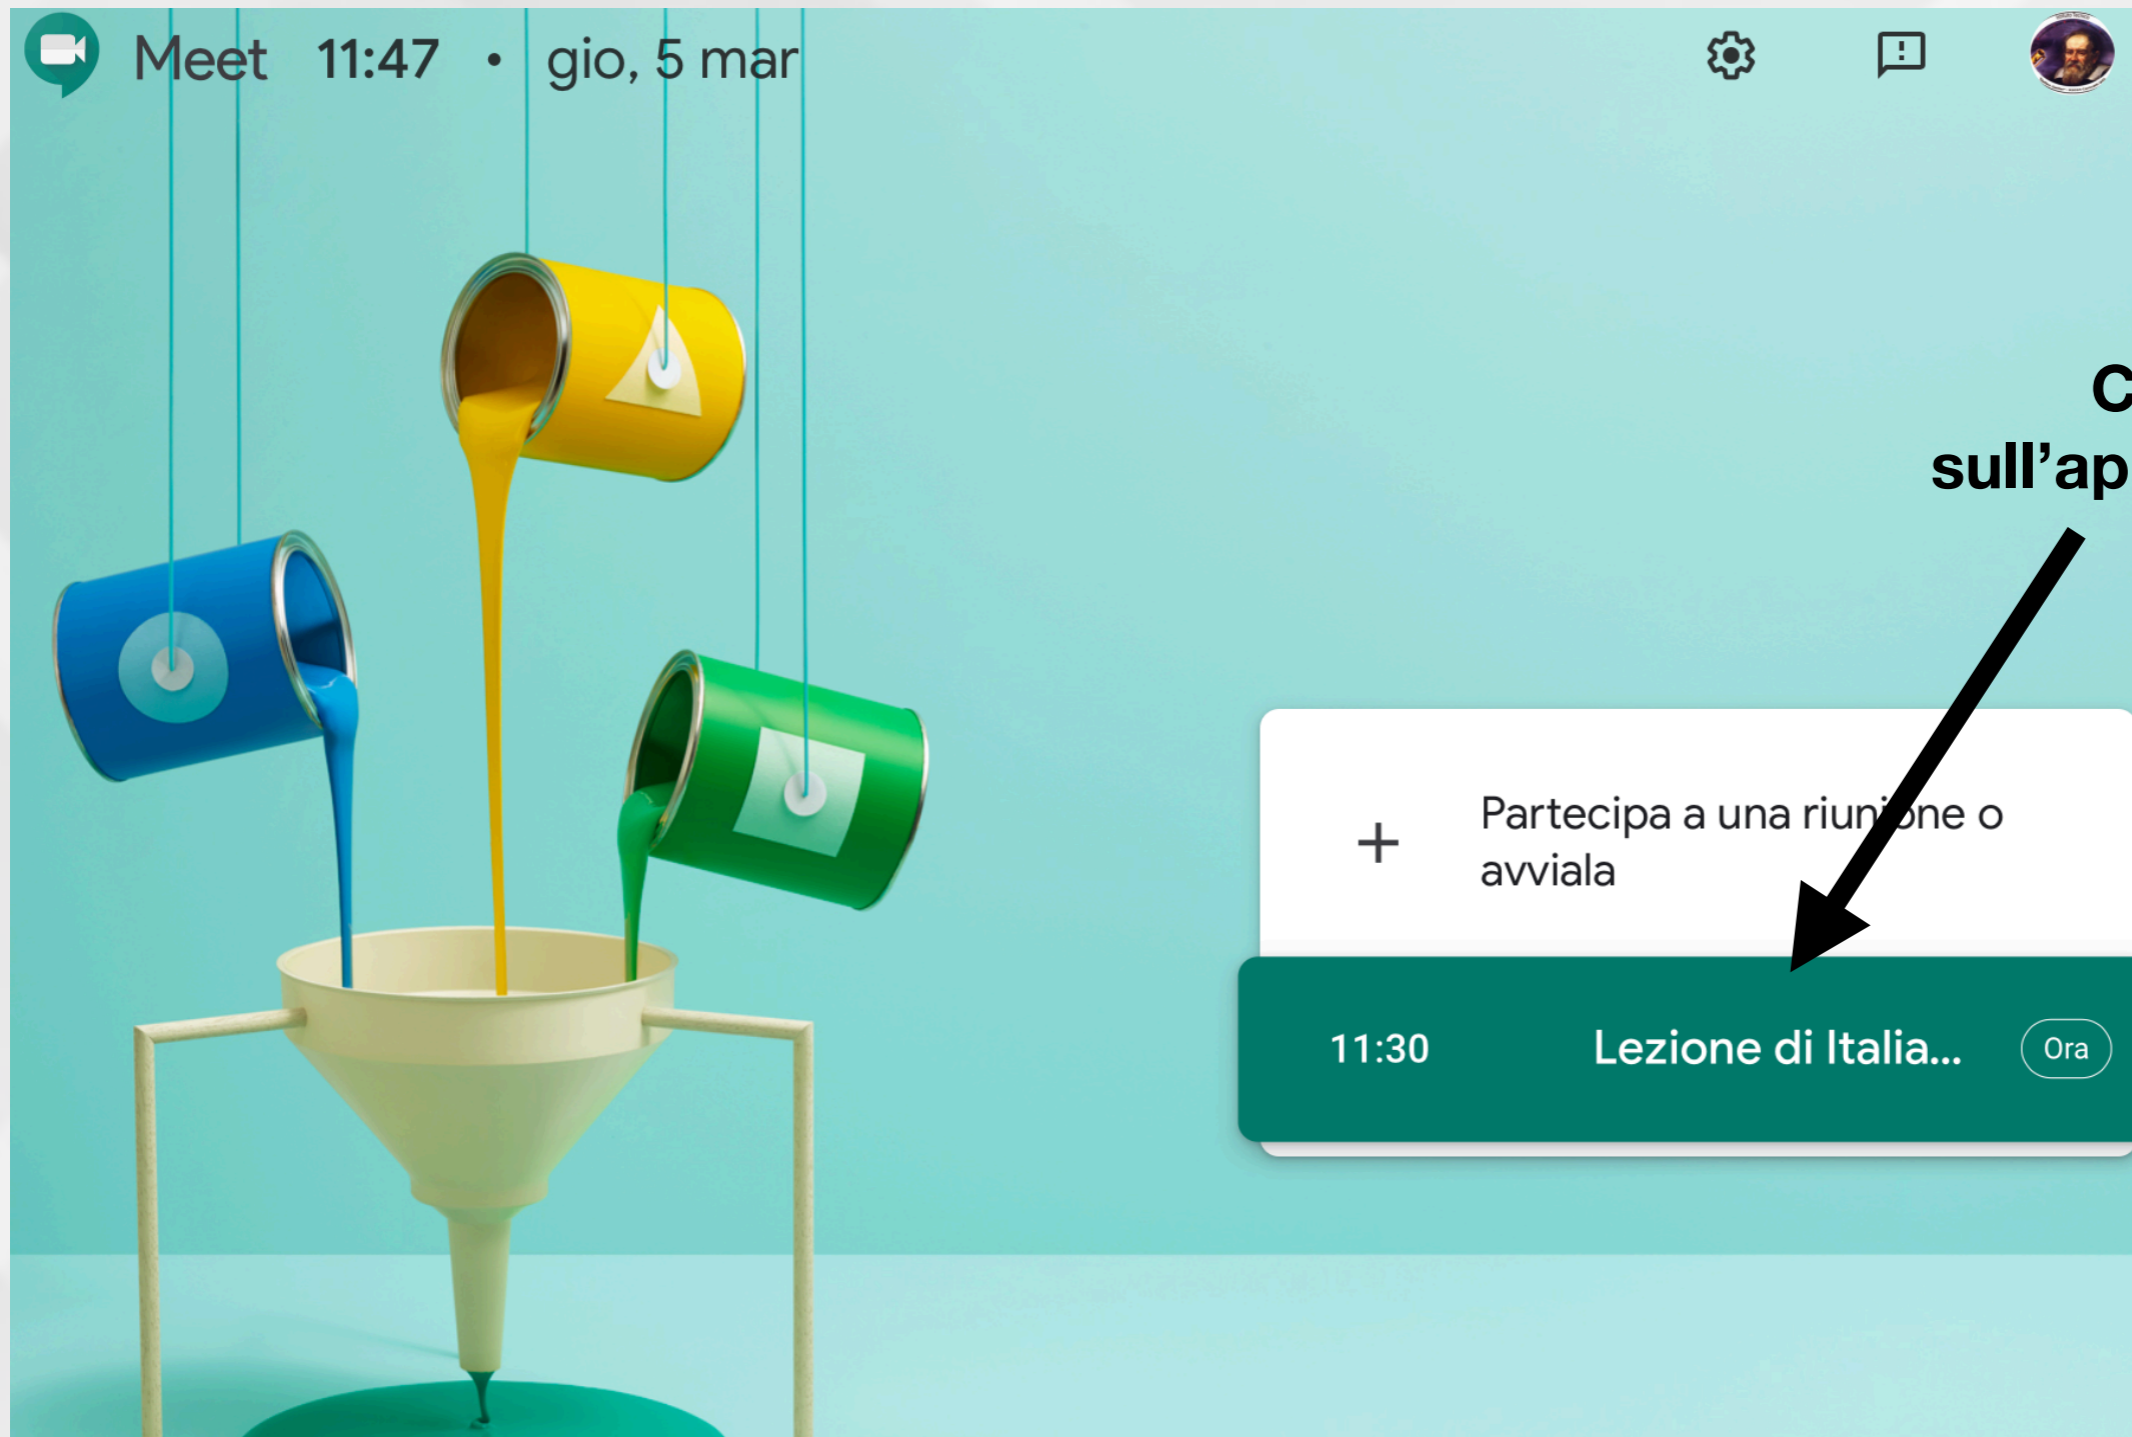 Meet 11:47 • gio, 5 mar
C
sull’ap
Partecipa a una riunione o
avviala
11:30 Lezione di Italia... Ora